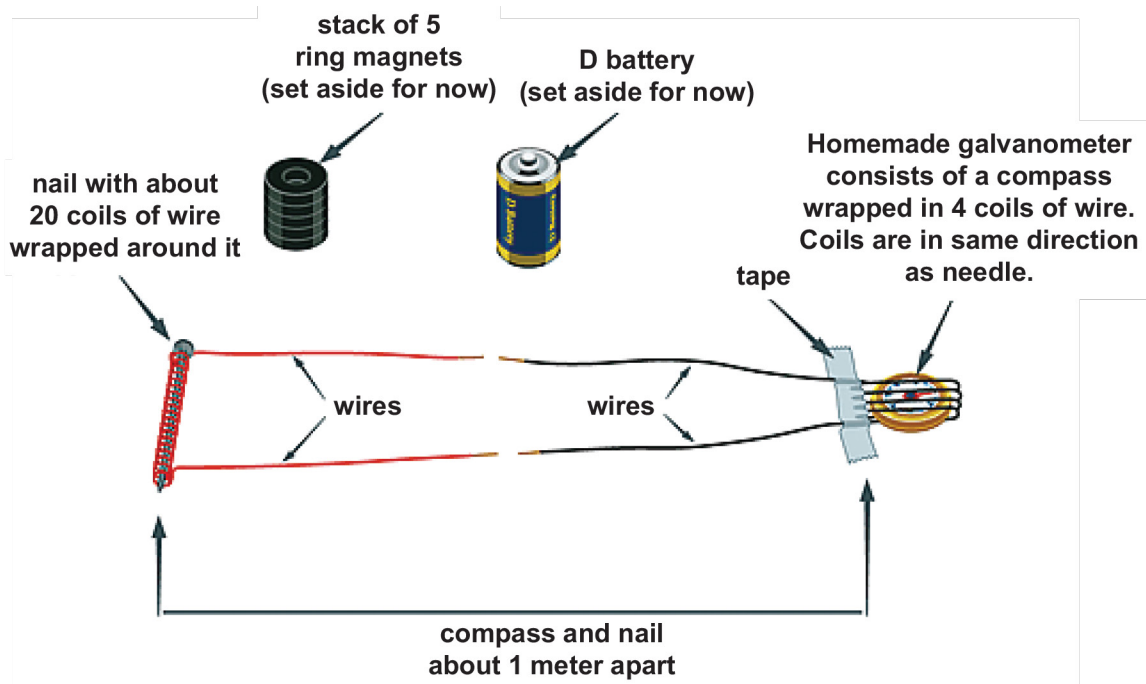 stack of 5
ring magnets
(set aside for now)
D battery
(set aside for now)
Homemade galvanometer
consists of a compass
wrapped in 4 coils of wire.
Coils are in same direction
as needle.
nail with about
20 coils of wire
wrapped around it
tape
D Battery
wires
wires
compass and nail
about 1 meter apart